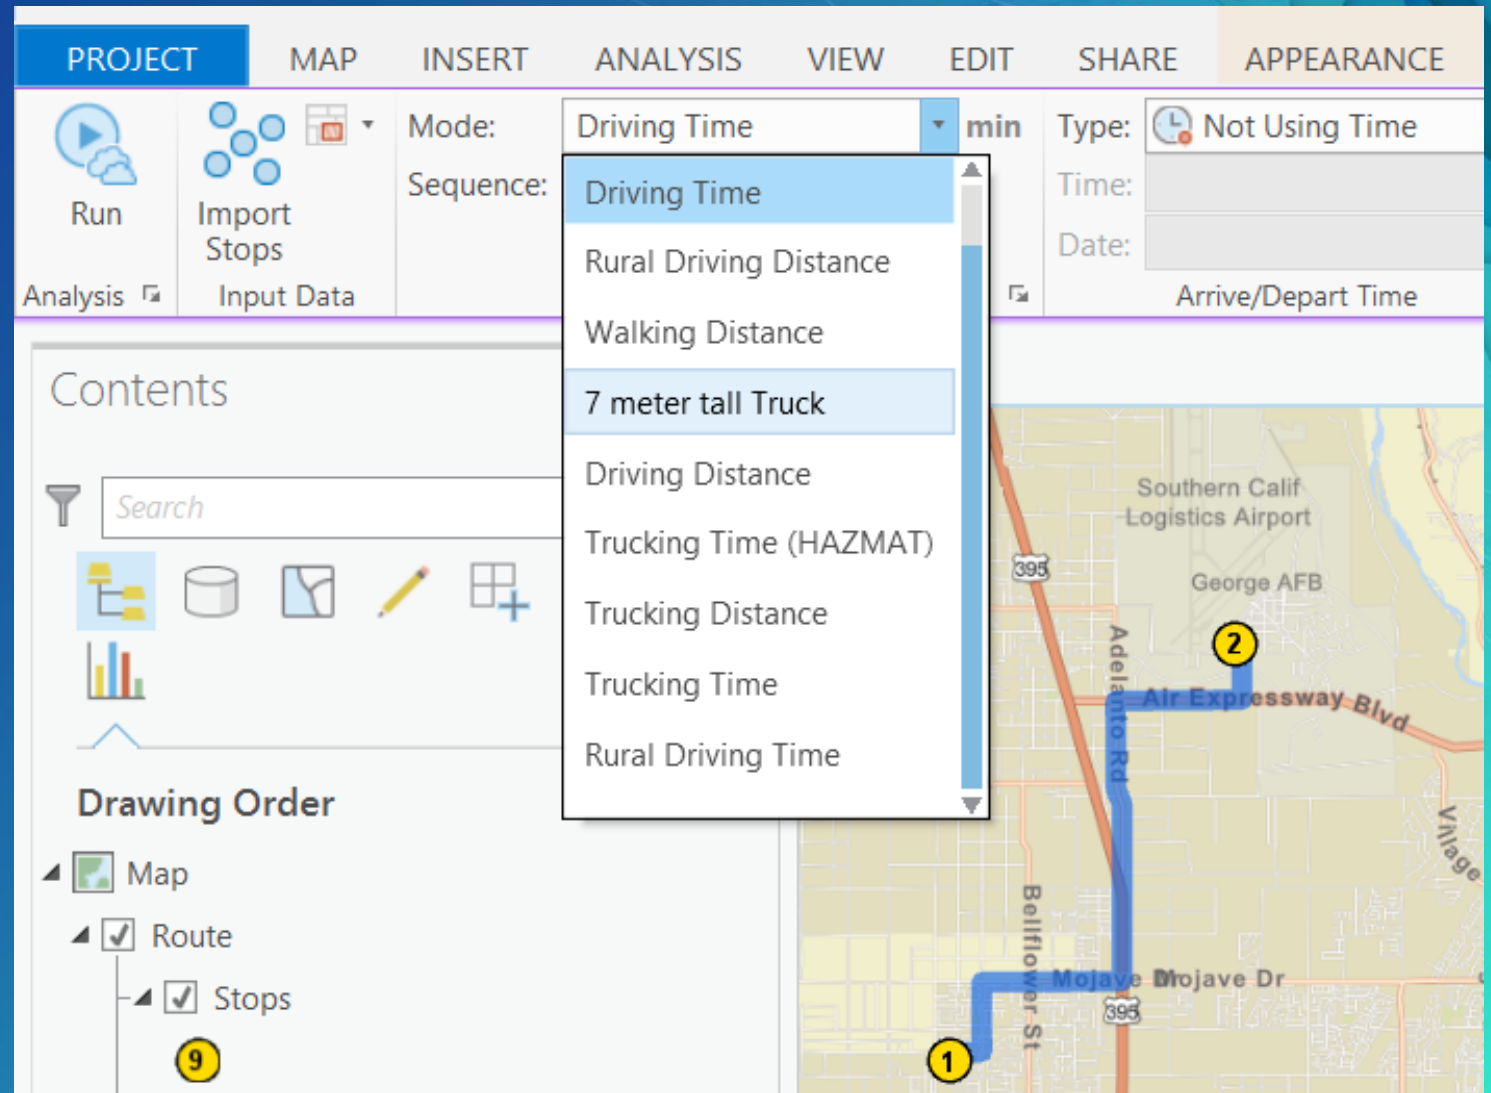 PROJECT MAP INSERT ANALYSIS VIEW EDIT SHARE APPEARANCE
Run
Analysis
Import
Stops
Input Data
Mode: Driving Time min
Sequence:
Type: Not Using Time
Time:
Date:
Arrive/Depart Time
Driving Time
Rural Driving Distance
Walking Distance
7 meter tall Truck
Driving Distance
Trucking Time (HAZMAT)
Trucking Distance
Trucking Time
Rural Driving Time
Contents
Search
Drawing Order
Map
Route
Stops
9
Southern Calif
Logistics Airport
395
George AFB
2
Adelanto Rd
Air Expressway Blvd
Village
Bellflower St
Mojave Dr
Mojave Dr
395
1